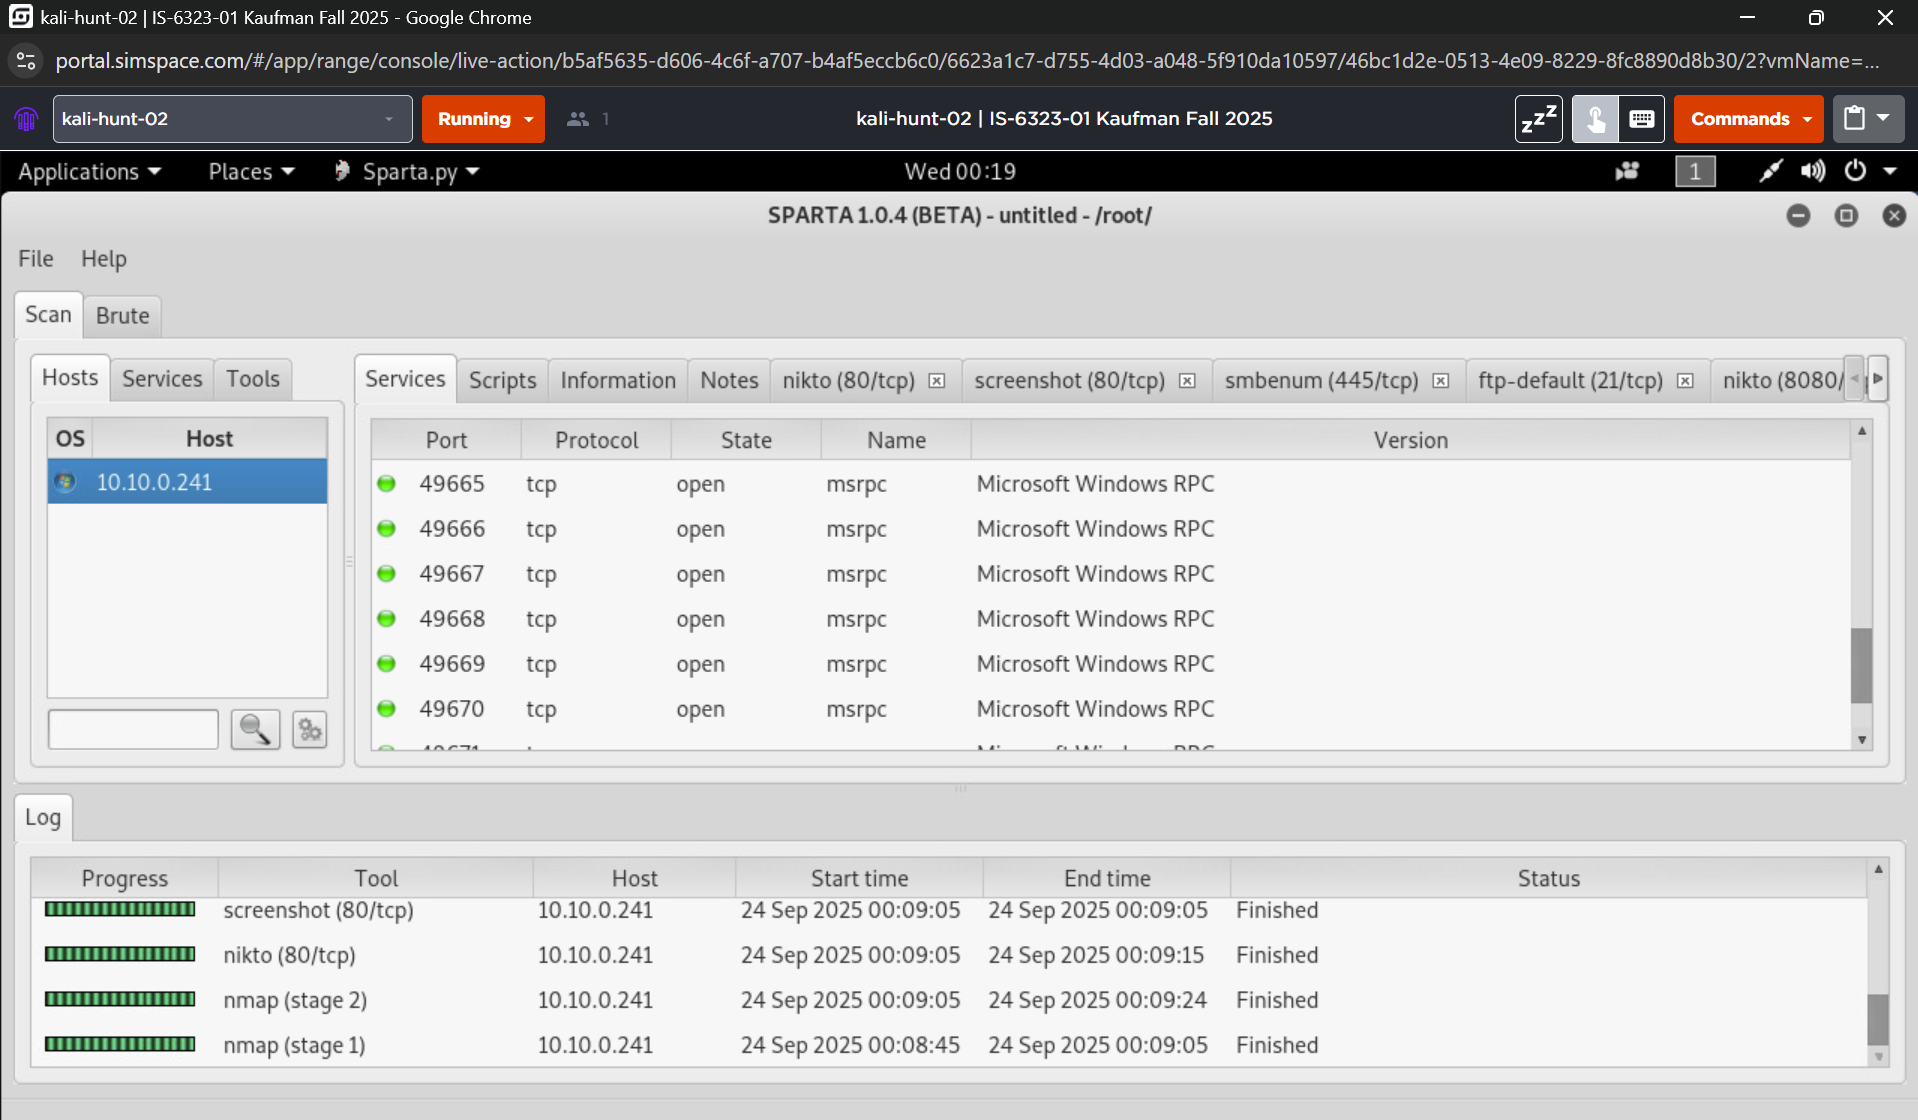 kali-hunt-02 | IS-6323-01 Kaufman Fall 2025 - Google Chrome
portal.simspace.com/#/app/range/console/live-action/b5af5635-d606-4c6f-a707-b4af5eccb6c0/6623a1c7-d755-4d03-a048-5f910da10597/46bc1d2e-0513-4e09-8229-8fc8890d8b30/2?vmName=...
kali-hunt-02 Running 1 kali-hunt-02 | IS-6323-01 Kaufman Fall 2025 zzZ Commands
Applications Places Sparta.py Wed 00:19 1
SPARTA 1.0.4 (BETA) - untitled - /root/
File Help
Scan Brute
Hosts Services Tools Services Scripts Information Notes nikto (80/tcp) screenshot (80/tcp) smbenum (445/tcp) ftp-default (21/tcp) nikto (8080/
OS Host Port Protocol State Name Version
10.10.0.241 49665 tcp open msrpc Microsoft Windows RPC
49666 tcp open msrpc Microsoft Windows RPC
49667 tcp open msrpc Microsoft Windows RPC
49668 tcp open msrpc Microsoft Windows RPC
49669 tcp open msrpc Microsoft Windows RPC
49670 tcp open msrpc Microsoft Windows RPC
Log
Progress Tool Host Start time End time Status
screenshot (80/tcp) 10.10.0.241 24 Sep 2025 00:09:05 24 Sep 2025 00:09:05 Finished
nikto (80/tcp) 10.10.0.241 24 Sep 2025 00:09:05 24 Sep 2025 00:09:15 Finished
nmap (stage 2) 10.10.0.241 24 Sep 2025 00:09:05 24 Sep 2025 00:09:24 Finished
nmap (stage 1) 10.10.0.241 24 Sep 2025 00:08:45 24 Sep 2025 00:09:05 Finished